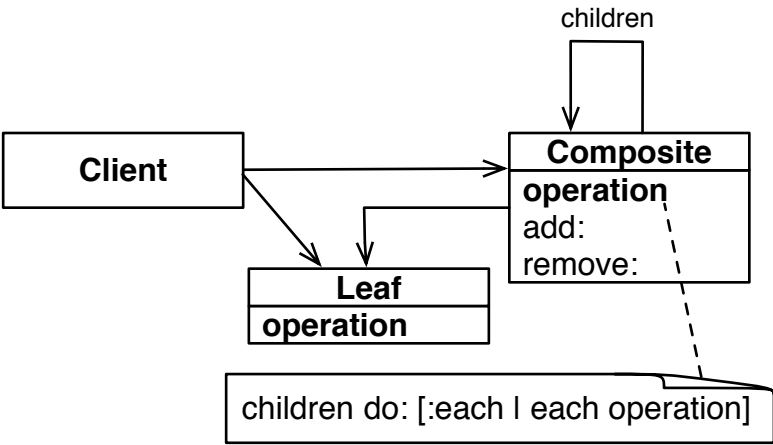 children
Client
Composite
operation
add:
remove:
Leaf
operation
children do: [:each | each operation]